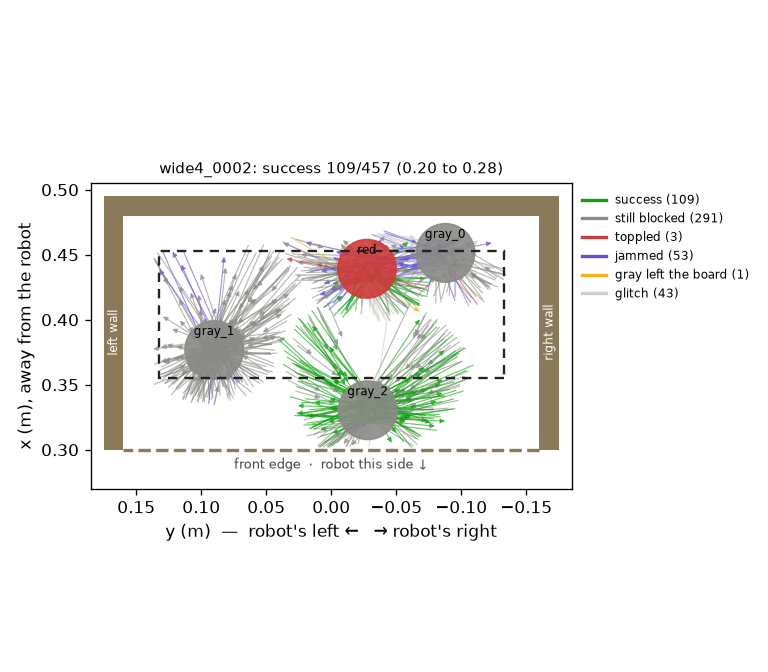 wide4_0002: success 109/457 (0.20 to 0.28)
0.50
0.45
0.40
0.35
0.30
x (m), away from the robot
left wall
right wall
red
gray_0
gray_1
gray_2
front edge · robot this side ↓
0.15
0.10
0.05
0.00
−0.05
−0.10
−0.15
y (m) — robot's left ← → robot's right
success (109)
still blocked (291)
toppled (3)
jammed (53)
gray left the board (1)
glitch (43)